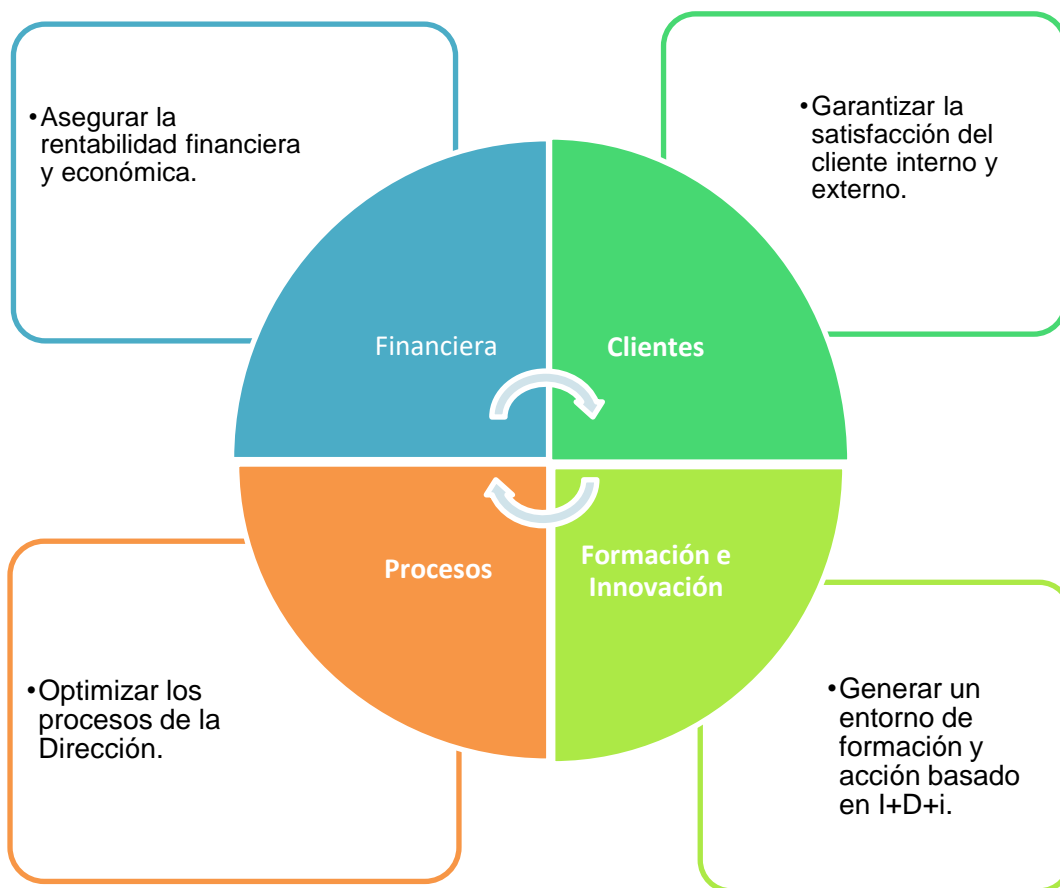 •Asegurar la
rentabilidad financiera
y económica.
•Garantizar la
satisfacción del
cliente interno y
externo.
Financiera
Clientes
Procesos
Formación e
Innovación
•Optimizar los
procesos de la
Dirección.
•Generar un
entorno de
formación y
acción basado
en I+D+i.